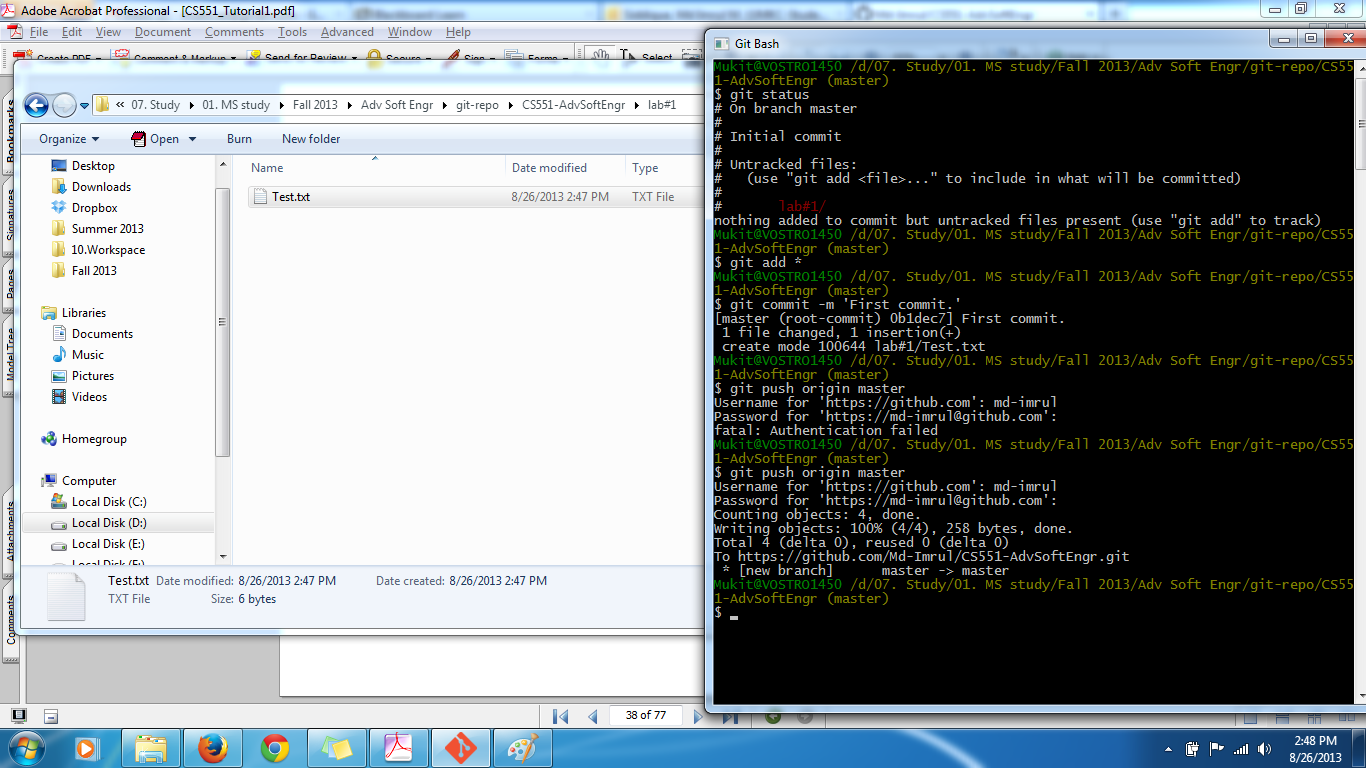 Adobe Acrobat Professional - [CS551_Tutorial1.pdf]
File Edit View Document Comments Tools Advanced Window Help
Create PDF Comment & Markup Send for Review Secure Sign Forms Select
Bookmarks
Signatures
Pages
Model Tree
Attachments
Comments
« 07. Study 01. MS study Fall 2013 Adv Soft Engr git-repo CS551-AdvSoftEngr lab#1
Organize Open Burn New folder
Desktop
Downloads
Dropbox
Summer 2013
10.Workspace
Fall 2013
Libraries
Documents
Music
Pictures
Videos
Homegroup
Computer
Local Disk (C:)
Local Disk (D:)
Local Disk (E:)
Name Date modified Type
Test.txt 8/26/2013 2:47 PM TXT File
Test.txt Date modified: 8/26/2013 2:47 PM Date created: 8/26/2013 2:47 PM
TXT File Size: 6 bytes
38 of 77
Git Bash
Mukit@VOSTRO1450 /d/07. Study/01. MS study/Fall 2013/Adv Soft Engr/git-repo/CS55
1-AdvSoftEngr (master)
$ git status
# On branch master
#
# Initial commit
#
# Untracked files:
#   (use "git add <file>..." to include in what will be committed)
#
#       lab#1/
nothing added to commit but untracked files present (use "git add" to track)
Mukit@VOSTRO1450 /d/07. Study/01. MS study/Fall 2013/Adv Soft Engr/git-repo/CS55
1-AdvSoftEngr (master)
$ git add *
Mukit@VOSTRO1450 /d/07. Study/01. MS study/Fall 2013/Adv Soft Engr/git-repo/CS55
1-AdvSoftEngr (master)
$ git commit -m 'First commit.'
[master (root-commit) 0b1dec7] First commit.
 1 file changed, 1 insertion(+)
 create mode 100644 lab#1/Test.txt
Mukit@VOSTRO1450 /d/07. Study/01. MS study/Fall 2013/Adv Soft Engr/git-repo/CS55
1-AdvSoftEngr (master)
$ git push origin master
Username for 'https://github.com': md-imrul
Password for 'https://md-imrul@github.com':
fatal: Authentication failed
Mukit@VOSTRO1450 /d/07. Study/01. MS study/Fall 2013/Adv Soft Engr/git-repo/CS55
1-AdvSoftEngr (master)
$ git push origin master
Username for 'https://github.com': md-imrul
Password for 'https://md-imrul@github.com':
Counting objects: 4, done.
Writing objects: 100% (4/4), 258 bytes, done.
Total 4 (delta 0), reused 0 (delta 0)
To https://github.com/Md-Imrul/CS551-AdvSoftEngr.git
 * [new branch]      master -> master
Mukit@VOSTRO1450 /d/07. Study/01. MS study/Fall 2013/Adv Soft Engr/git-repo/CS55
1-AdvSoftEngr (master)
$
2:48 PM
8/26/2013